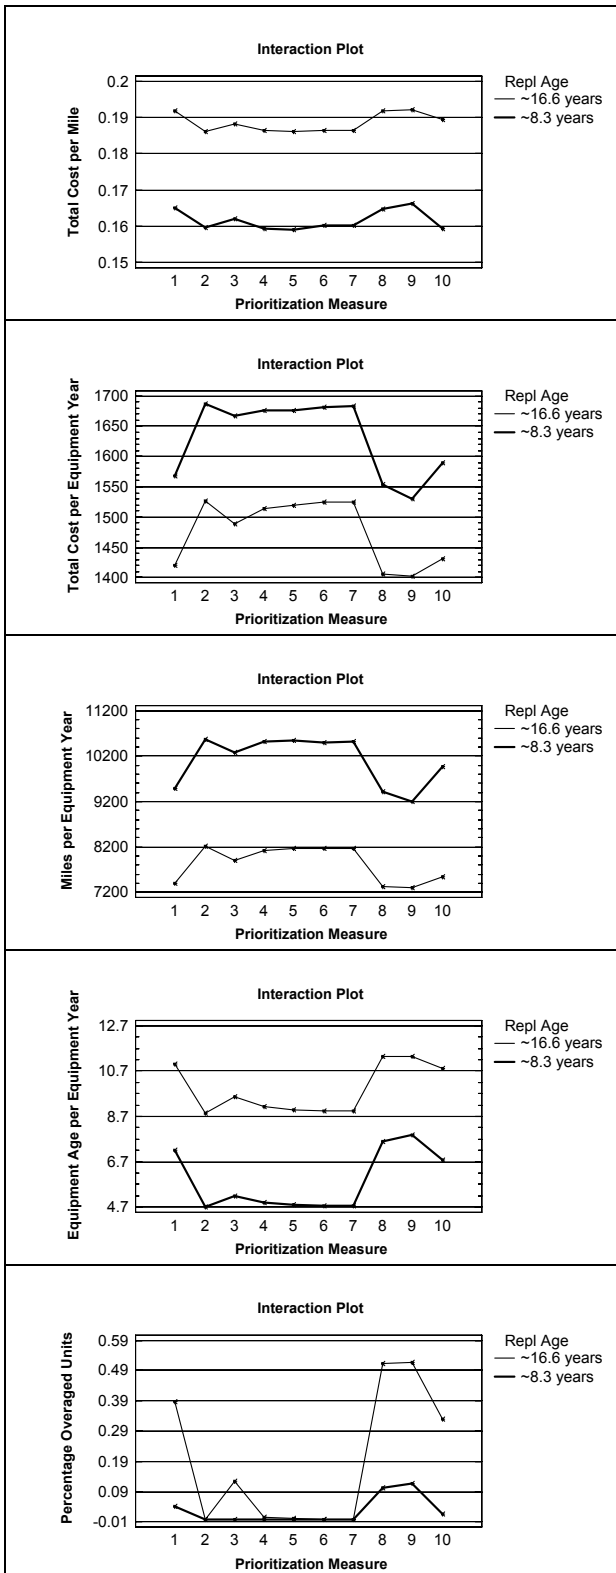 Interaction Plot
Total Cost per Mile
0.2
0.19
0.18
0.17
0.16
0.15
1 2 3 4 5 6 7 8 9 10
Prioritization Measure
Repl Age
~16.6 years
~8.3 years
Interaction Plot
Total Cost per Equipment Year
1700
1650
1600
1550
1500
1450
1400
1 2 3 4 5 6 7 8 9 10
Prioritization Measure
Repl Age
~16.6 years
~8.3 years
Interaction Plot
Miles per Equipment Year
11200
10200
9200
8200
7200
1 2 3 4 5 6 7 8 9 10
Prioritization Measure
Repl Age
~16.6 years
~8.3 years
Interaction Plot
Equipment Age per Equipment Year
12.7
10.7
8.7
6.7
4.7
1 2 3 4 5 6 7 8 9 10
Prioritization Measure
Repl Age
~16.6 years
~8.3 years
Interaction Plot
Percentage Overaged Units
0.59
0.49
0.39
0.29
0.19
0.09
-0.01
1 2 3 4 5 6 7 8 9 10
Prioritization Measure
Repl Age
~16.6 years
~8.3 years